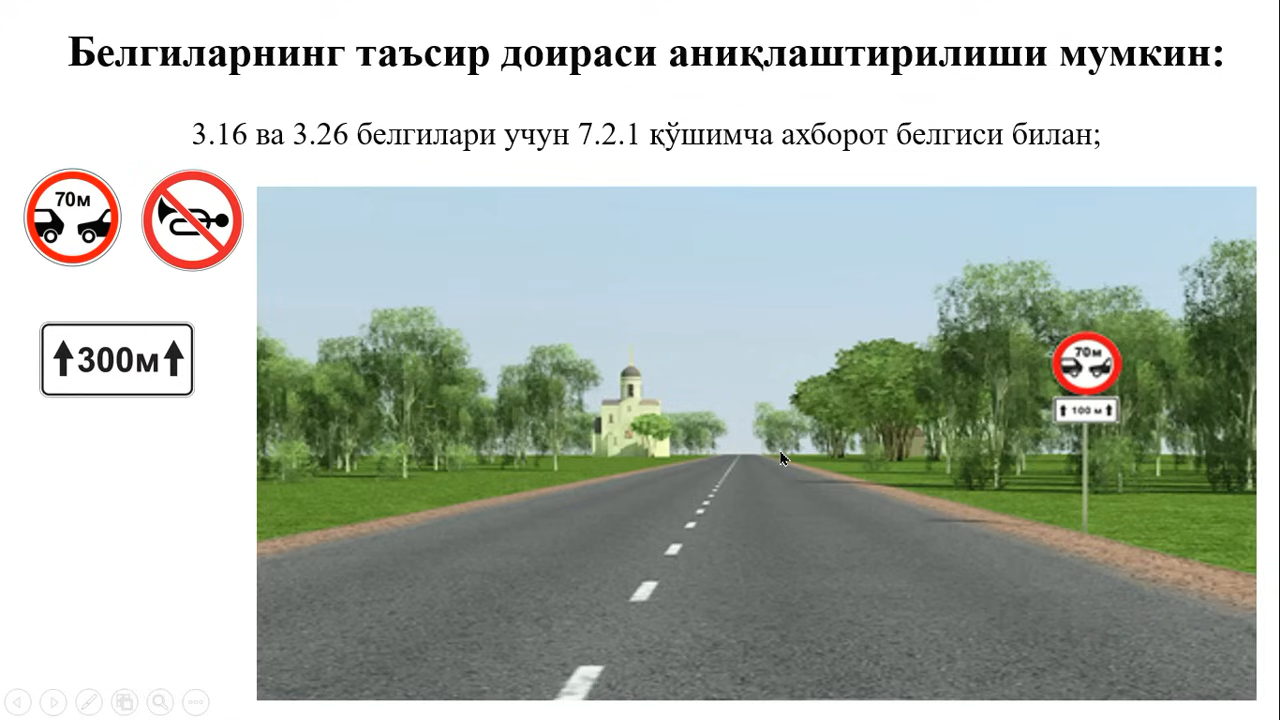 Белгиларнинг таъсир доираси аниқлаштирилиши мумкин:
3.16 ва 3.26 белгилари учун 7.2.1 қўшимча ахборот белгиси билан;
70м
300м
70м
100 м